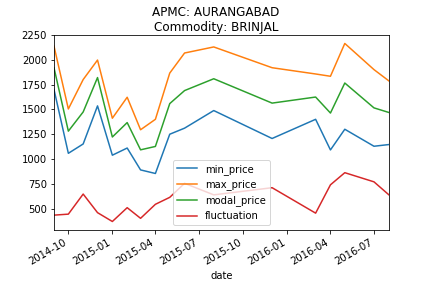 APMC: AURANGABAD
Commodity: BRINJAL
2250
2000
1750
1500
1250
1000
750
500
min_price
max_price
modal_price
fluctuation
2014-10
2015-01
2015-04
2015-07
2015-10
2016-01
2016-04
2016-07
date